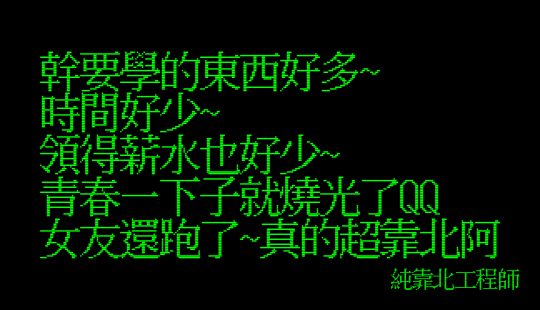 幹要學的東西好多~
時間好少~
領得薪水也好少~
青春一下子就燒光了QQ
女友還跑了~真的超靠北阿
純靠北工程師